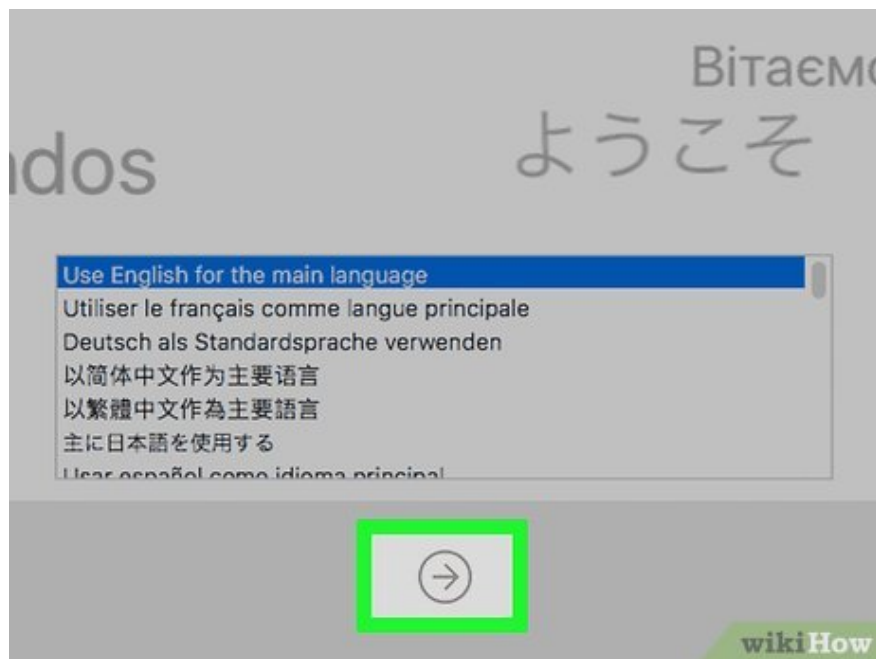 Вітаємо
ようこそ
dos
Use English for the main language
Utiliser le français comme langue principale
Deutsch als Standardsprache verwenden
以简体中文作为主要语言
以繁體中文作為主要語言
主に日本語を使用する
Usar español como idioma principal
wikiHow